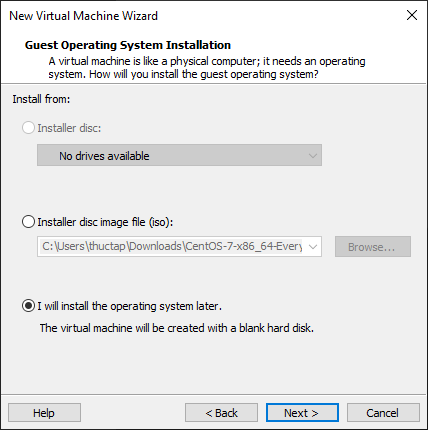 New Virtual Machine Wizard
Guest Operating System Installation
A virtual machine is like a physical computer; it needs an operating
system. How will you install the guest operating system?
Install from:
Installer disc:
No drives available
Installer disc image file (iso):
C:\Users\thuctap\Downloads\CentOS-7-x86_64-Every
Browse...
I will install the operating system later.
The virtual machine will be created with a blank hard disk.
Help
< Back
Next >
Cancel